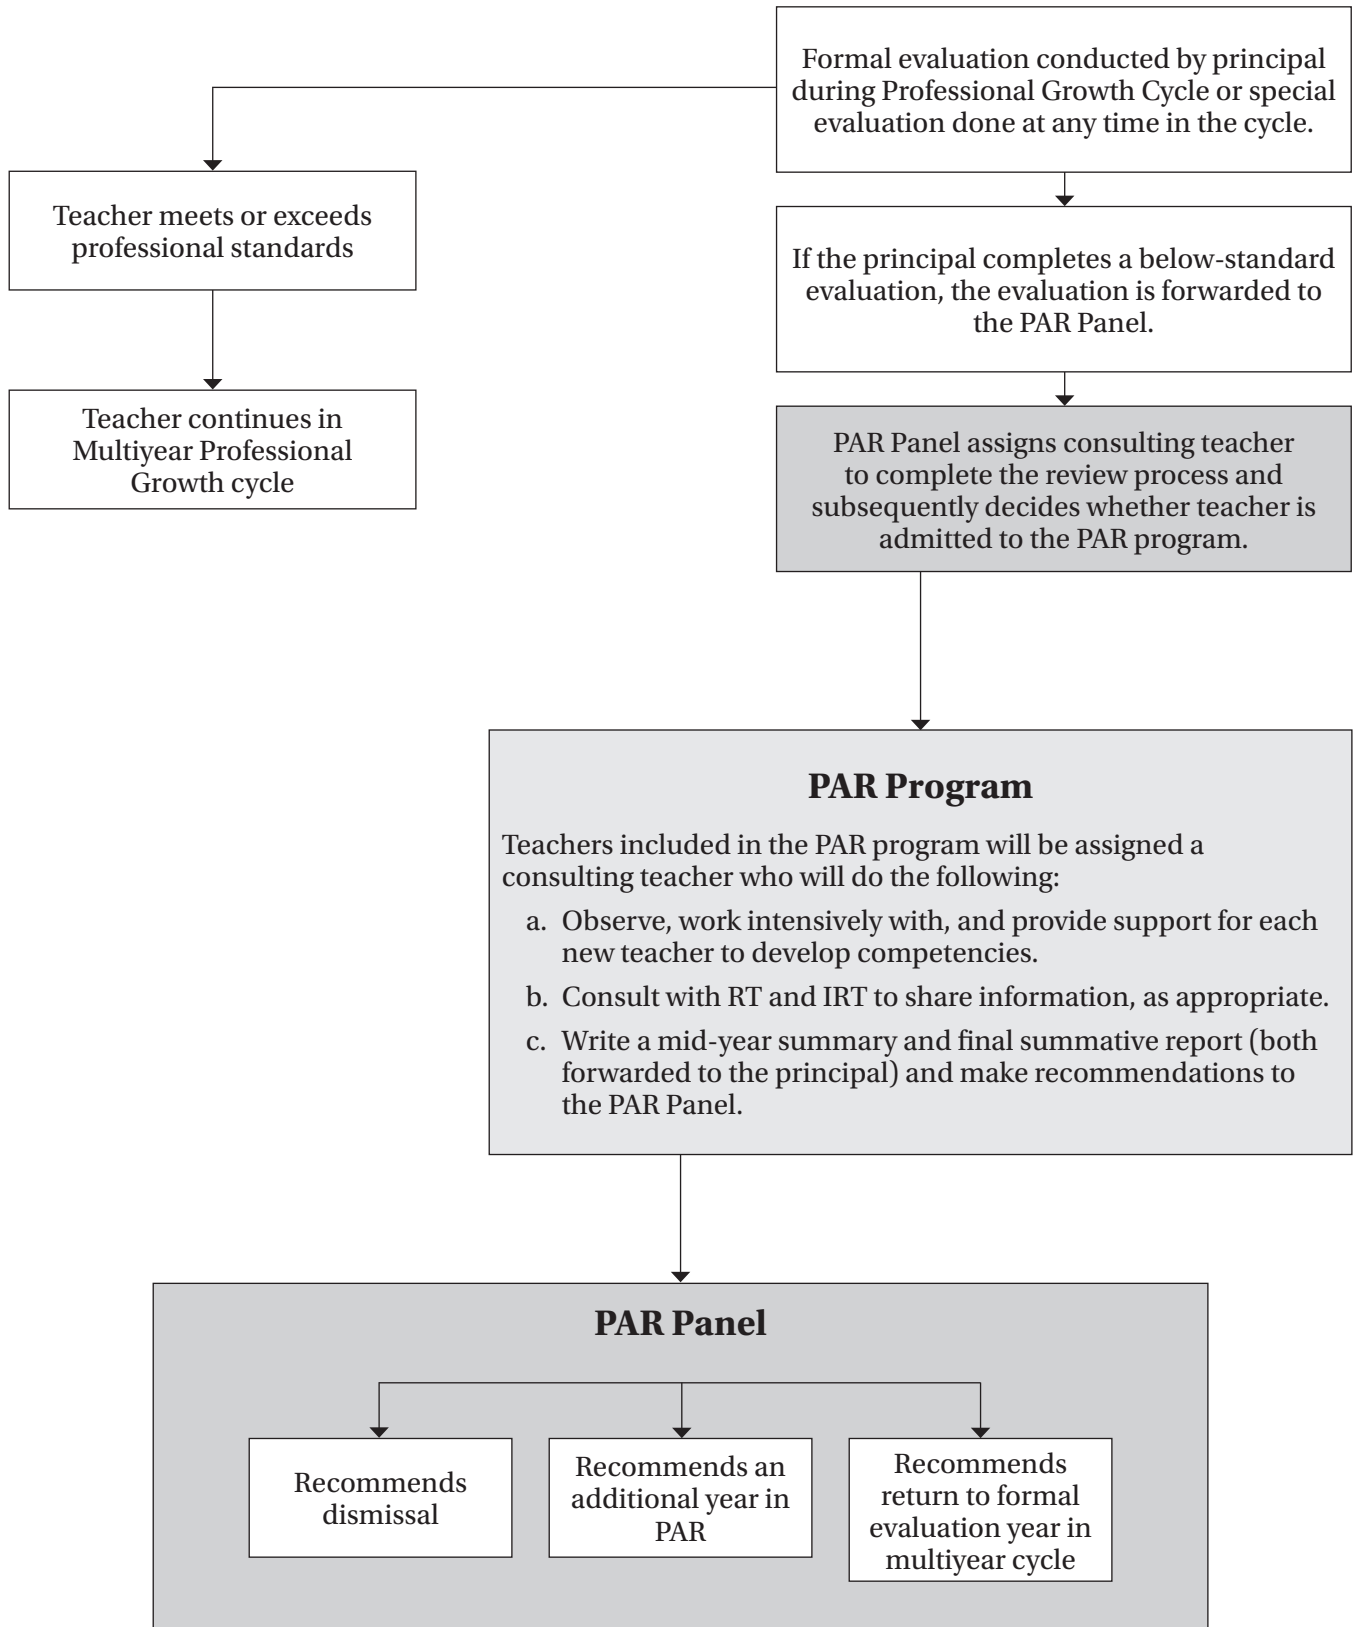 Formal evaluation conducted by principal
during Professional Growth Cycle or special
evaluation done at any time in the cycle.
Teacher meets or exceeds
professional standards
If the principal completes a below-standard
evaluation, the evaluation is forwarded to
the PAR Panel.
Teacher continues in
Multiyear Professional
Growth cycle
PAR Panel assigns consulting teacher
to complete the review process and
subsequently decides whether teacher is
admitted to the PAR program.
PAR Program
Teachers included in the PAR program will be assigned a
consulting teacher who will do the following:
a. Observe, work intensively with, and provide support for each
new teacher to develop competencies.
b. Consult with RT and IRT to share information, as appropriate.
c. Write a mid-year summary and final summative report (both
forwarded to the principal) and make recommendations to
the PAR Panel.
PAR Panel
Recommends
dismissal
Recommends an
additional year in
PAR
Recommends
return to formal
evaluation year in
multiyear cycle